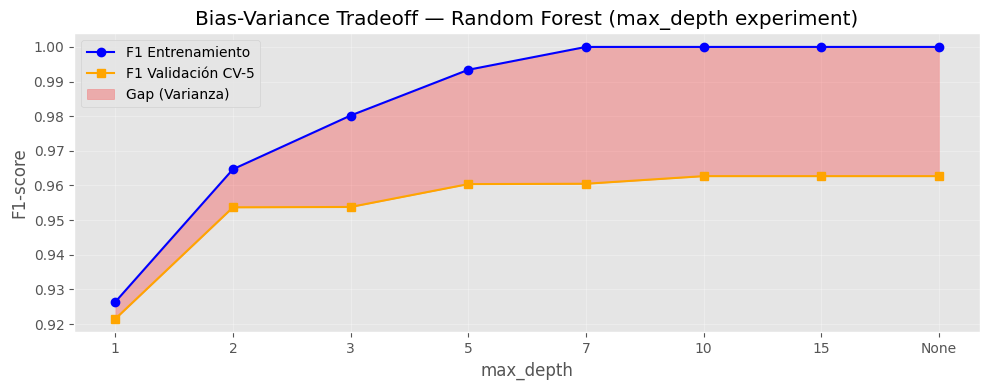 Bias-Variance Tradeoff — Random Forest (max_depth experiment)
F1 Entrenamiento
F1 Validación CV-5
Gap (Varianza)
F1-score
1.00
0.99
0.98
0.97
0.96
0.95
0.94
0.93
0.92
1 2 3 5 7 10 15 None
max_depth